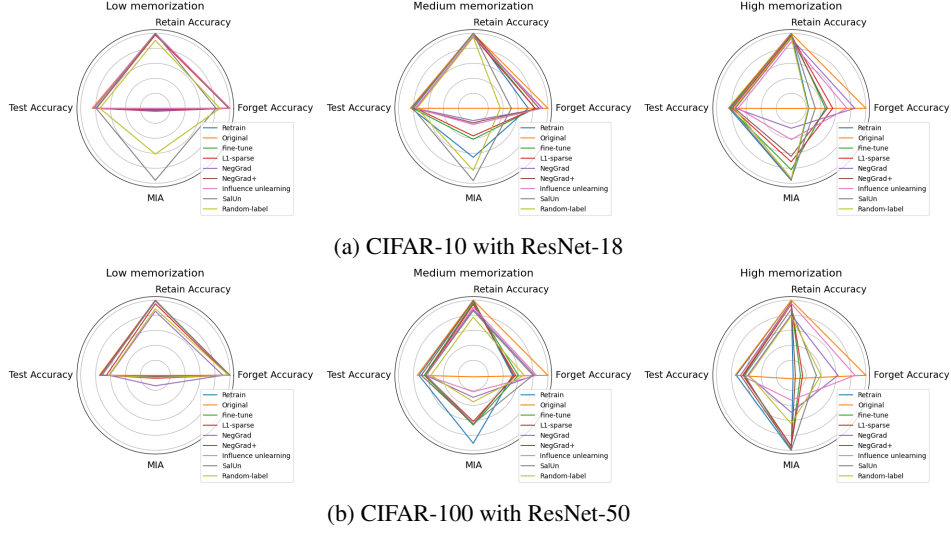 Low memorization
Medium memorization
High memorization
Retain Accuracy
Retain Accuracy
Retain Accuracy
Test Accuracy
Forget Accuracy
Test Accuracy
Forget Accuracy
Test Accuracy
Forget Accuracy
Retrain
Original
Fine-tune
L1-sparse
NegGrad
NegGrad+
Influence unlearning
SalUn
Random-label
Retrain
Original
Fine-tune
L1-sparse
NegGrad
NegGrad+
Influence unlearning
SalUn
Random-label
Retrain
Original
Fine-tune
L1-sparse
NegGrad
NegGrad+
Influence unlearning
SalUn
Random-label
MIA
MIA
MIA
(a) CIFAR-10 with ResNet-18
Low memorization
Medium memorization
High memorization
Retain Accuracy
Retain Accuracy
Retain Accuracy
Test Accuracy
Forget Accuracy
Test Accuracy
Forget Accuracy
Test Accuracy
Forget Accuracy
Retrain
Original
Fine-tune
L1-sparse
NegGrad
NegGrad+
Influence unlearning
SalUn
Random-label
Retrain
Original
Fine-tune
L1-sparse
NegGrad
NegGrad+
Influence unlearning
SalUn
Random-label
Retrain
Original
Fine-tune
L1-sparse
NegGrad
NegGrad+
Influence unlearning
SalUn
Random-label
MIA
MIA
MIA
(b) CIFAR-100 with ResNet-50